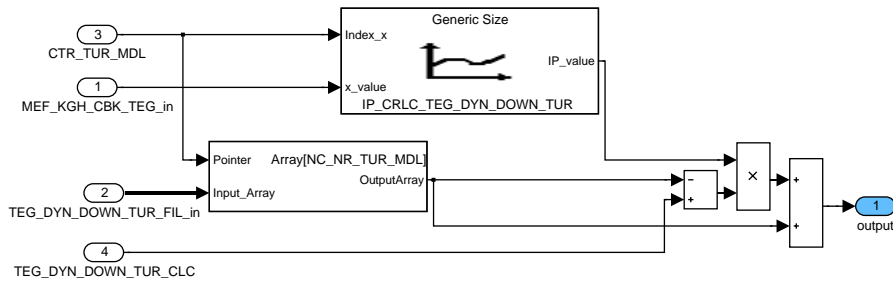 Generic Size
3
CTR_TUR_MDL
Index_x
IP_value
1
MEF_KGH_CBK_TEG_in
x_value
IP_CRLC_TEG_DYN_DOWN_TUR
Pointer
Array[NC_NR_TUR_MDL]
OutputArray
2
TEG_DYN_DOWN_TUR_FIL_in
Input_Array
−
+
×
+
+
1
output
4
TEG_DYN_DOWN_TUR_CLC